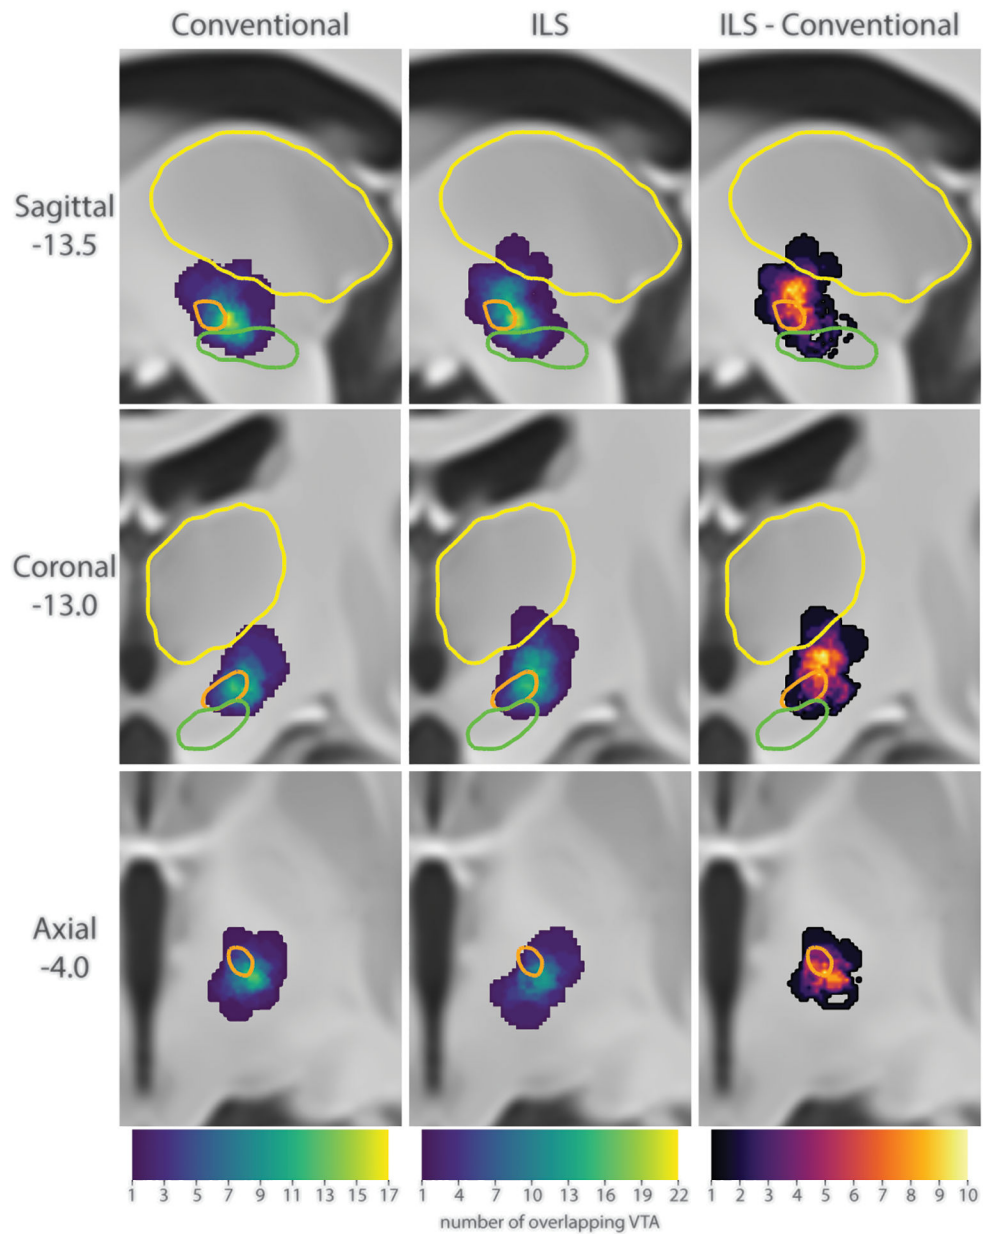 Conventional ILS ILS - Conventional
Sagittal
-13.5
Coronal
-13.0
Axial
-4.0
1 3 5 7 9 11 13 15 17 1 4 7 10 13 16 19 22 1 2 3 4 5 6 7 8 9 10
number of overlapping VTA